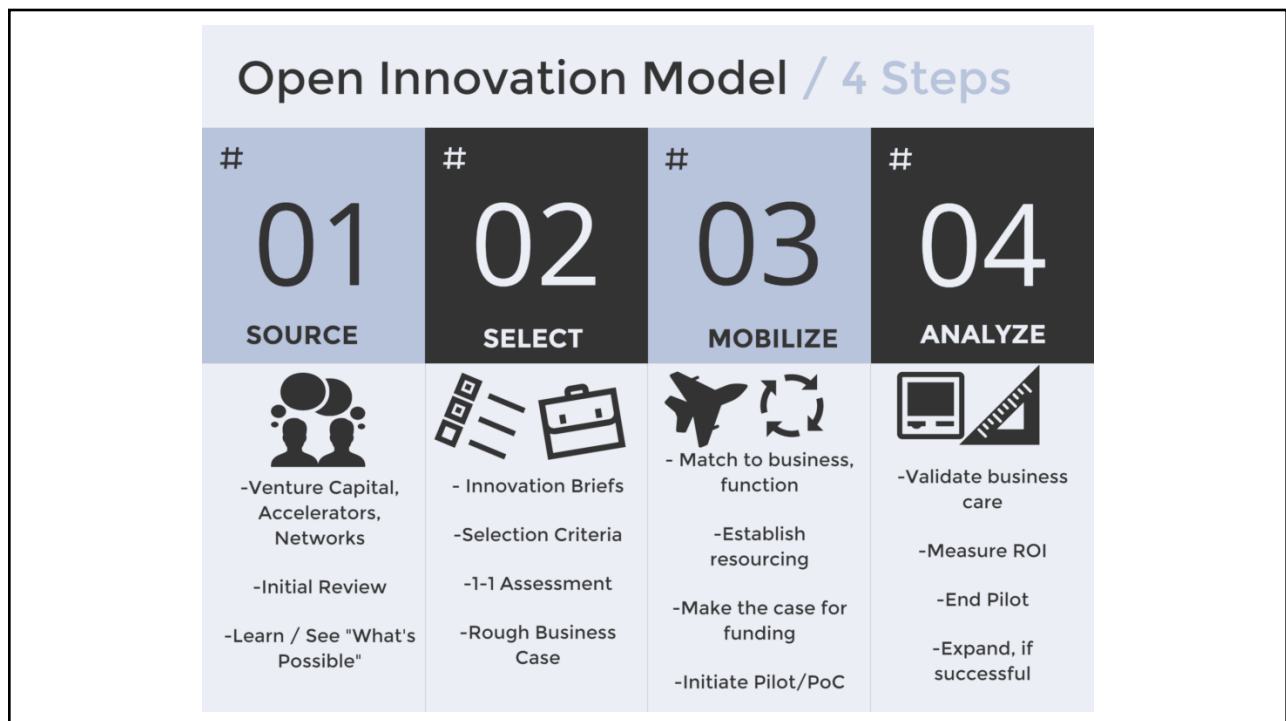 Open Innovation Model / 4 Steps
#
01
SOURCE
-Venture Capital,
Accelerators,
Networks
-Initial Review
-Learn / See "What's
Possible"
#
02
SELECT
- Innovation Briefs
-Selection Criteria
-1-1 Assessment
-Rough Business
Case
#
03
MOBILIZE
- Match to business,
function
-Establish
resourcing
-Make the case for
funding
-Initiate Pilot/PoC
#
04
ANALYZE
-Validate business
care
-Measure ROI
-End Pilot
-Expand, if
successful